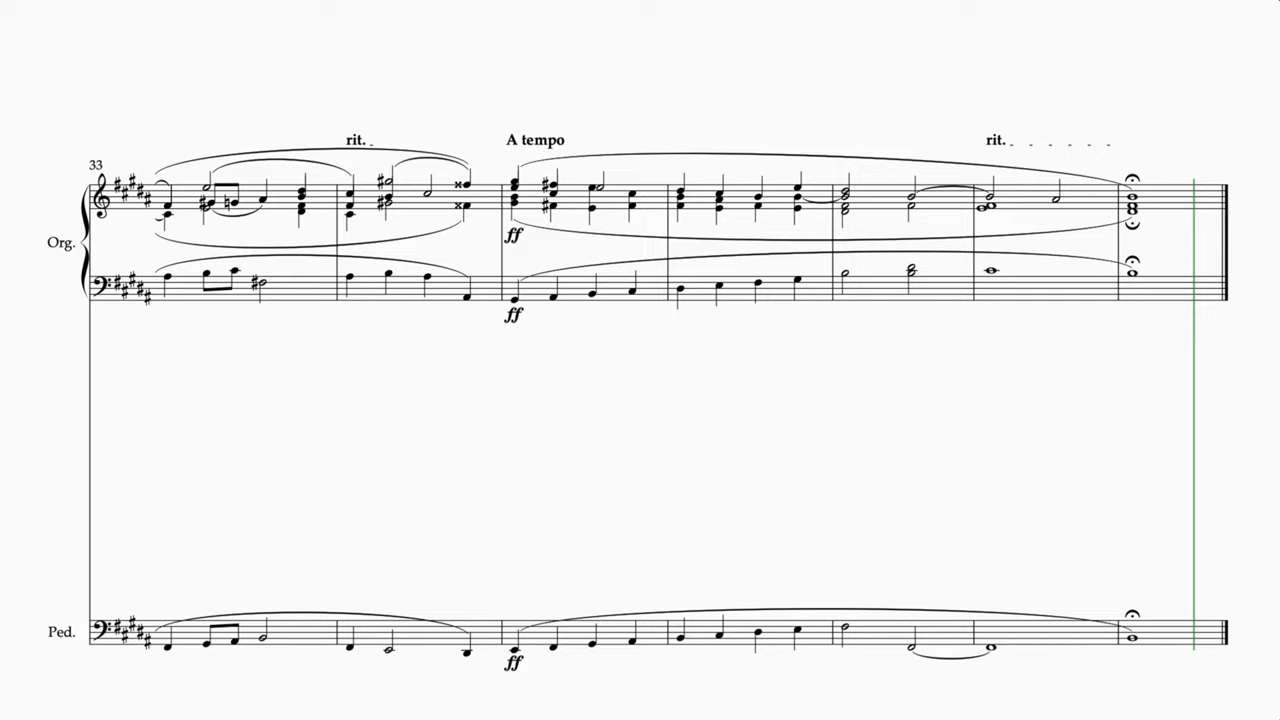 rit.
A tempo
rit.
33
Org.
ff
ff
Ped.
ff